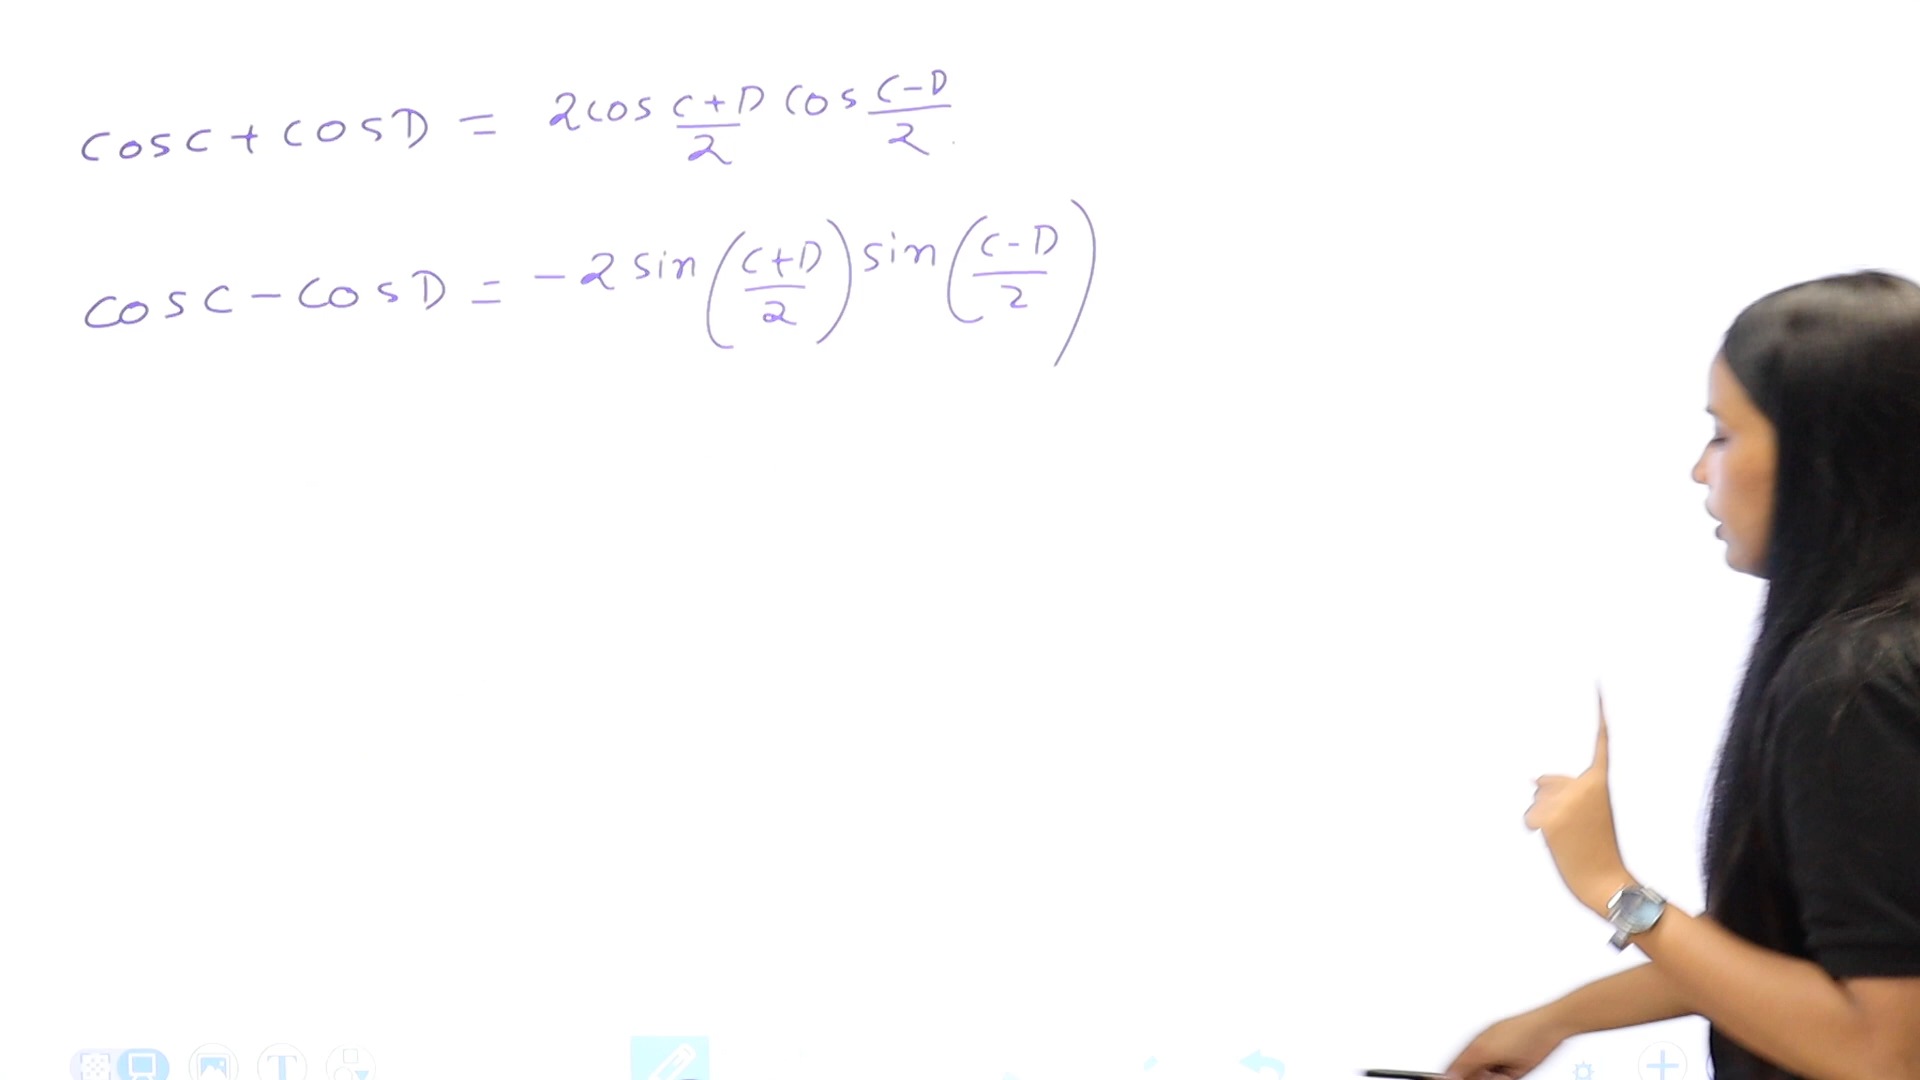 cosC + cosD = 2cos C+D/2 cos C-D/2
cosC - cosD = -2 sin (C+D/2) sin (C-D/2)